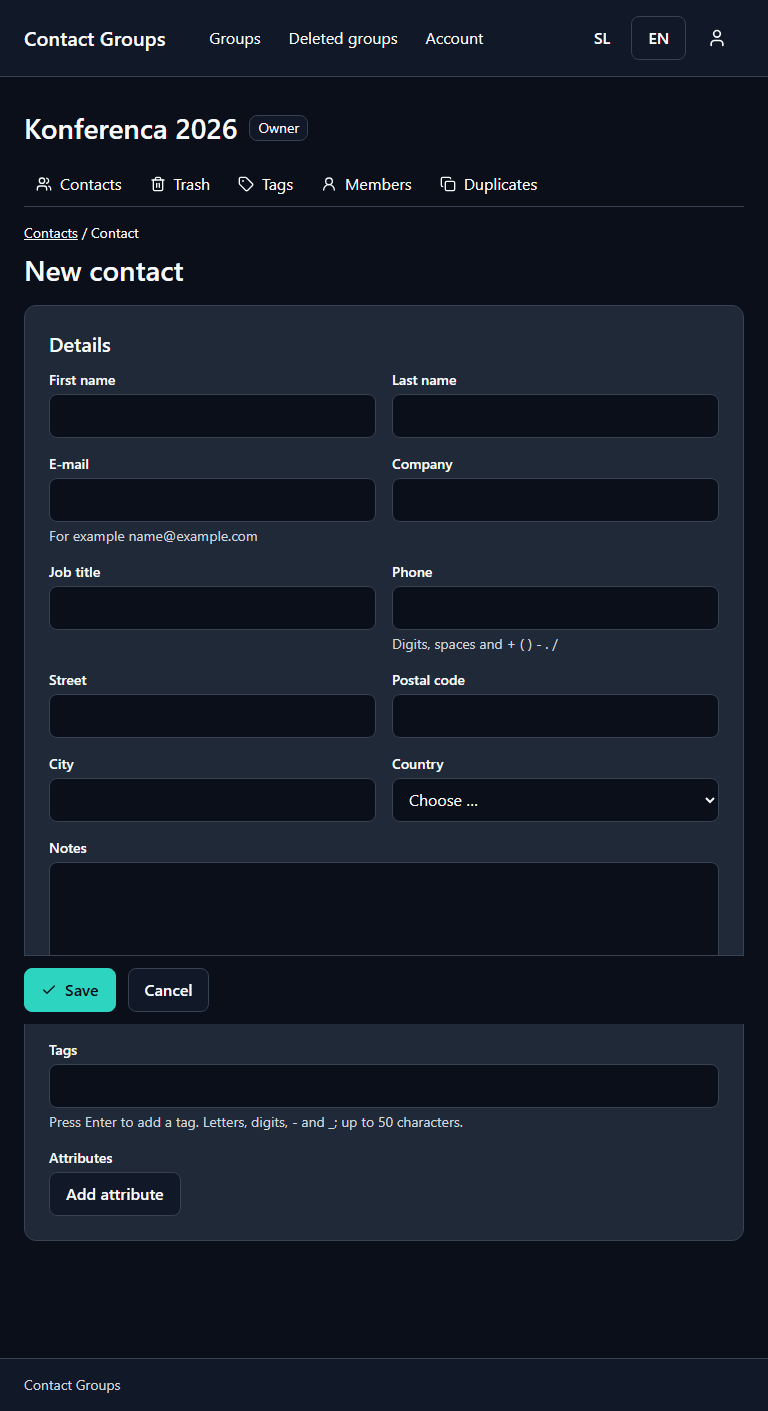 Contact Groups Groups Deleted groups Account SL EN
Konferenca 2026 Owner
Contacts Trash Tags Members Duplicates
Contacts / Contact
New contact
Details
First name Last name
E-mail Company
For example name@example.com
Job title Phone
Digits, spaces and + ( ) - . /
Street Postal code
City Country
Choose ...
Notes
Save Cancel
Tags
Press Enter to add a tag. Letters, digits, - and _; up to 50 characters.
Attributes
Add attribute
Contact Groups